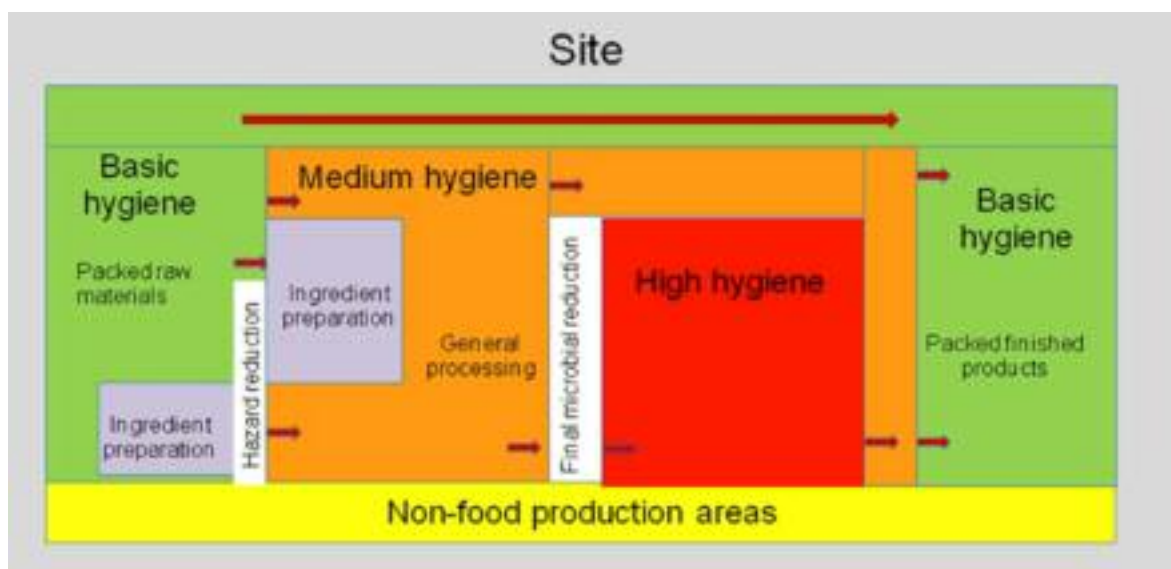 Site
Basic
hygiene
Packed raw
materials
Ingredient
preparation
Hazard reduction
Medium hygiene
Ingredient
preparation
General
processing
Final microbial reduction
High hygiene
Basic
hygiene
Packed finished
products
Non-food production areas